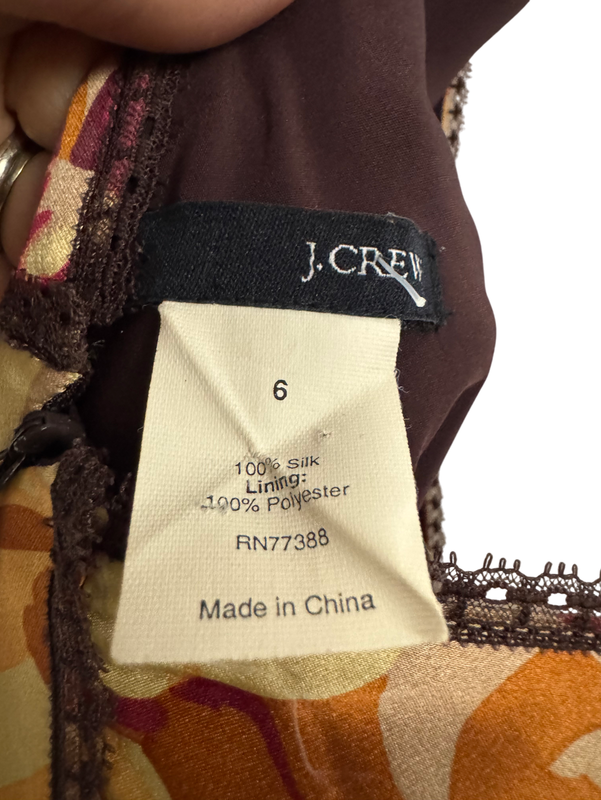 J.CREW
6
100% Silk
Lining:
100% Polyester
RN77388
Made in China